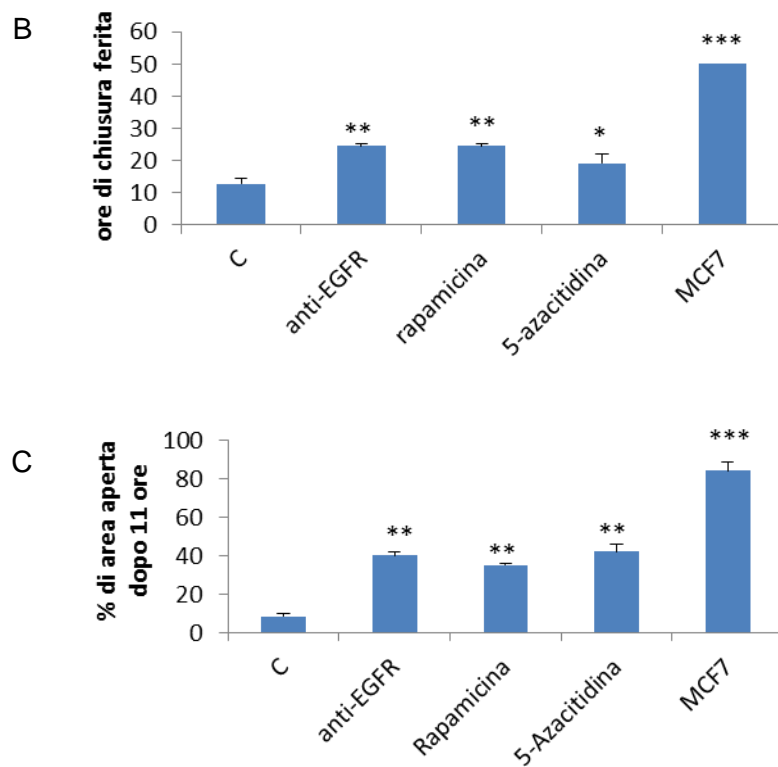 B
ore di chiusura ferita
60
50
40
30
20
10
0
**
**
*
***
C
anti-EGFR
rapamicina
5-azacitidina
MCF7
C
% di area aperta
dopo 11 ore
100
80
60
40
20
0
**
**
**
***
C
anti-EGFR
Rapamicina
5-Azacitidina
MCF7